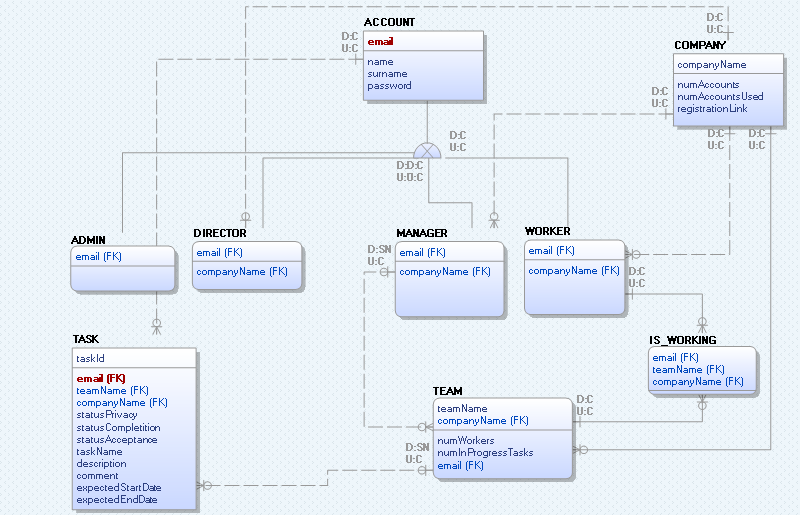 ACCOUNT
D:C
U:C
email
name
surname
password
D:C
U:C
COMPANY
companyName
numAccounts
numAccountsUsed
registrationLink
D:C
U:C
D:C
U:C
D:C
U:C
D:C
U:C
D:D:C
U:O:C
ADMIN
email (FK)
DIRECTOR
email (FK)
companyName (FK)
D:SN
U:C
MANAGER
email (FK)
companyName (FK)
WORKER
email (FK)
companyName (FK)
D:C
U:C
IS_WORKING
email (FK)
teamName (FK)
companyName (FK)
TASK
taskId
email (FK)
teamName (FK)
companyName (FK)
statusPrivacy
statusCompletition
statusAcceptance
taskName
description
comment
expectedStartDate
expectedEndDate
TEAM
teamName
companyName (FK)
numWorkers
numInProgressTasks
email (FK)
D:C
U:C
D:SN
U:C